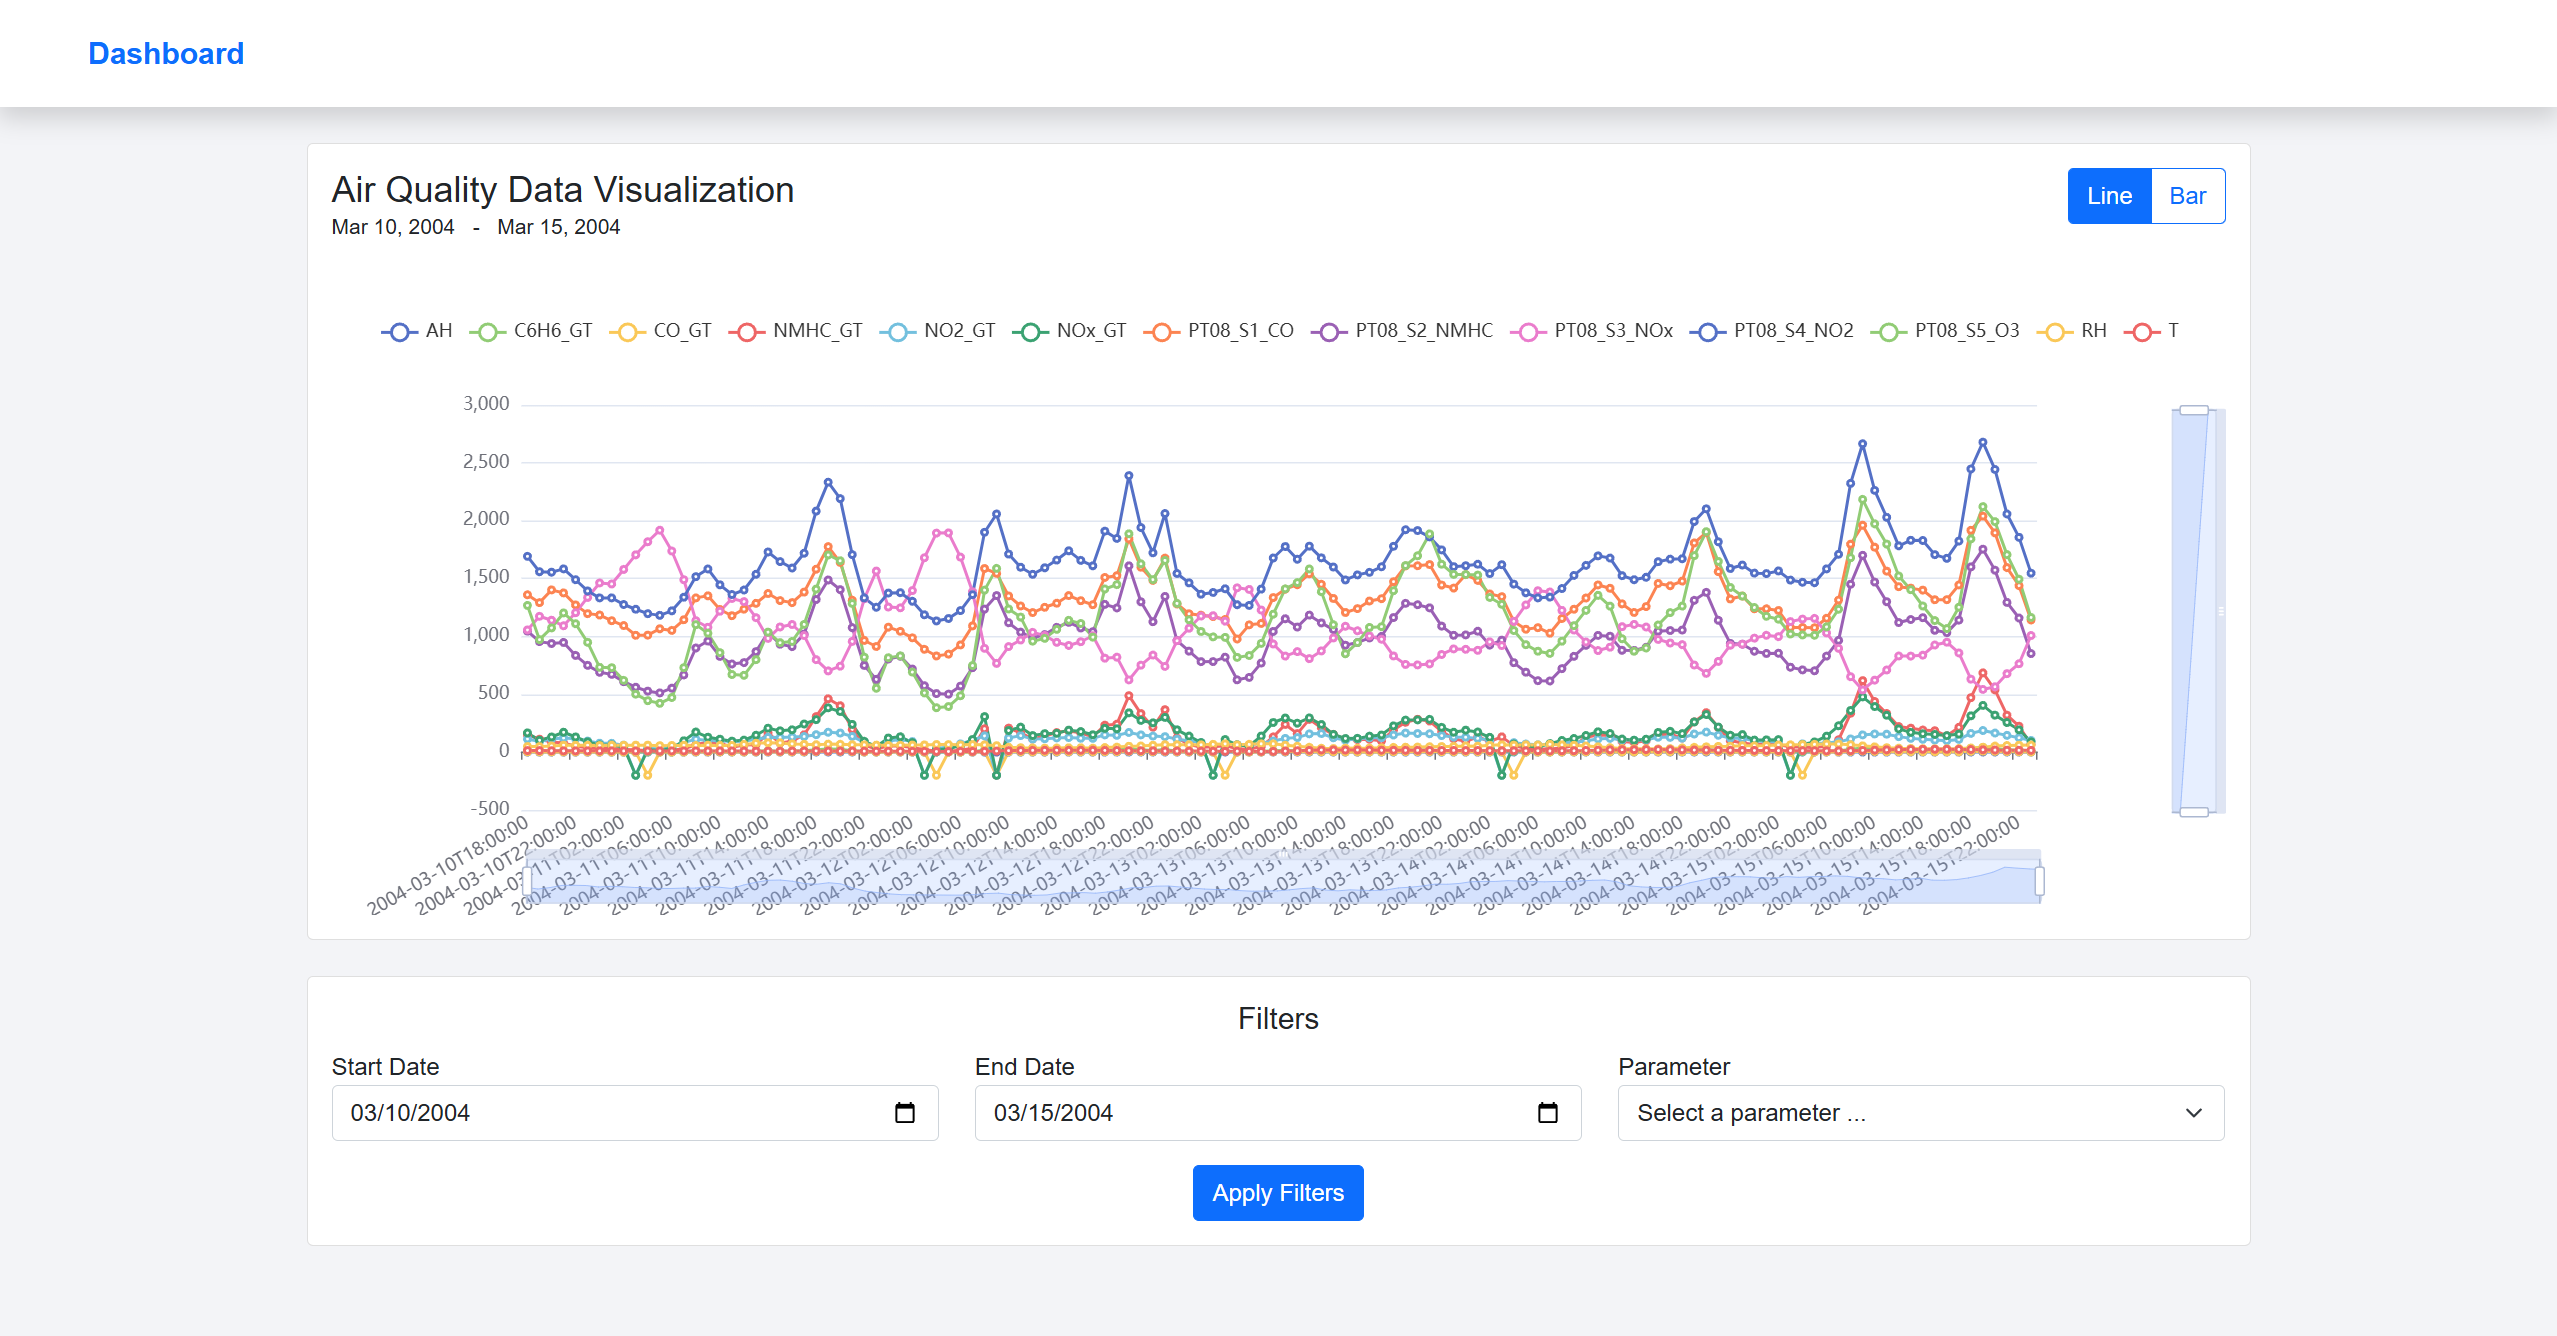 Dashboard
Air Quality Data Visualization
Line Bar
Mar 10, 2004 - Mar 15, 2004
AH C6H6_GT CO_GT NMHC_GT NO2_GT NOx_GT PT08_S1_CO PT08_S2_NMHC PT08_S3_NOx PT08_S4_NO2 PT08_S5_O3 RH T
3,000
2,500
2,000
1,500
1,000
500
0
-500
2004-03-10T18:00:00
2004-03-10T22:00:00
2004-03-11T02:00:00
2004-03-11T06:00:00
2004-03-11T10:00:00
2004-03-11T14:00:00
2004-03-11T18:00:00
2004-03-11T22:00:00
2004-03-12T02:00:00
2004-03-12T06:00:00
2004-03-12T10:00:00
2004-03-12T14:00:00
2004-03-12T18:00:00
2004-03-12T22:00:00
2004-03-13T02:00:00
2004-03-13T06:00:00
2004-03-13T10:00:00
2004-03-13T14:00:00
2004-03-13T18:00:00
2004-03-13T22:00:00
2004-03-14T02:00:00
2004-03-14T06:00:00
2004-03-14T10:00:00
2004-03-14T14:00:00
2004-03-14T18:00:00
2004-03-14T22:00:00
2004-03-15T02:00:00
2004-03-15T06:00:00
2004-03-15T10:00:00
2004-03-15T14:00:00
2004-03-15T18:00:00
2004-03-15T22:00:00
Filters
Start Date End Date Parameter
03/10/2004 03/15/2004 Select a parameter ...
Apply Filters